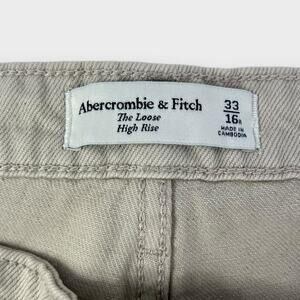 Abercrombie & Fitch
The Loose
High Rise
33
16R
MADE IN
CAMBODIA